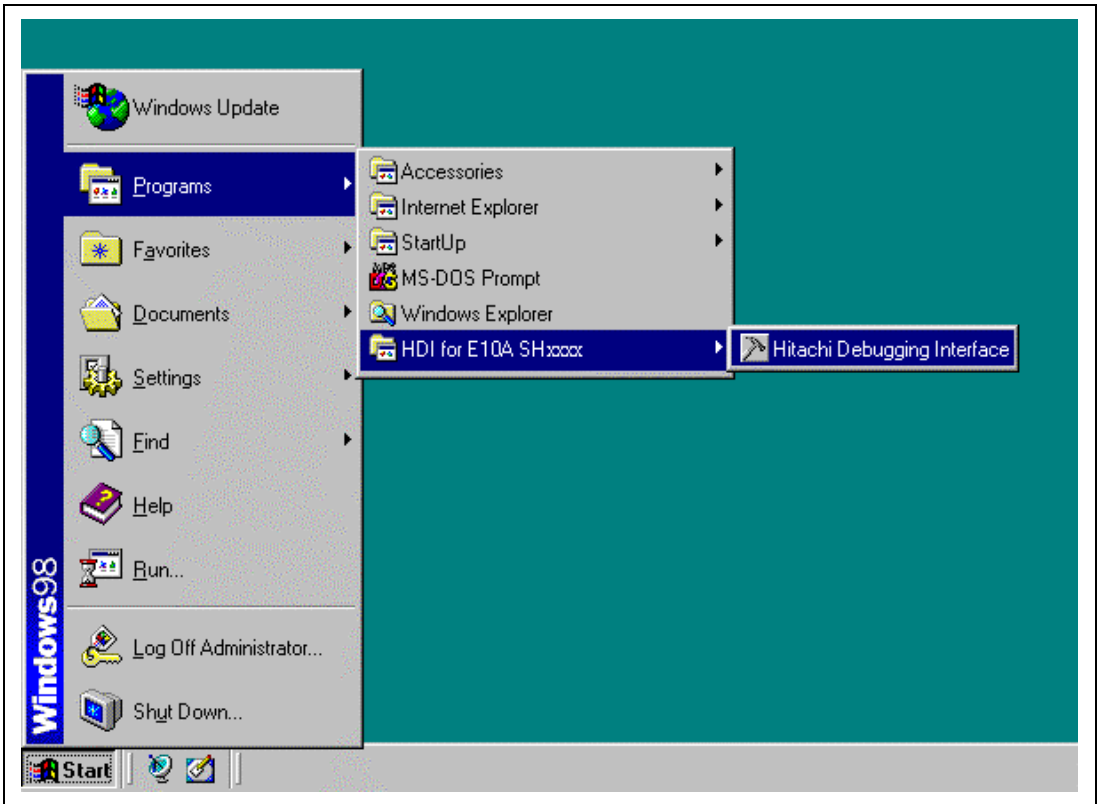 Windows Update
Programs
Accessories
Internet Explorer
Favorites
StartUp
MS-DOS Prompt
Documents
Windows Explorer
HDI for E10A SHxxxx
Hitachi Debugging Interface
Settings
Find
Help
Run...
Log Off Administrator...
Shut Down...
Windows98
Start